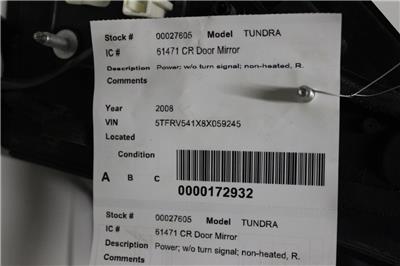 Stock # 00027605 Model TUNDRA
IC # 61471 CR Door Mirror
Description Power; w/o turn signal; non-heated, R.
Comments
Year 2008
VIN 5TFRV541X8X059245
Located
Condition
A B C
0000172932
Stock # 00027605 Model TUNDRA
IC # 61471 CR Door Mirror
Description Power; w/o turn signal; non-heated, R.
Comments